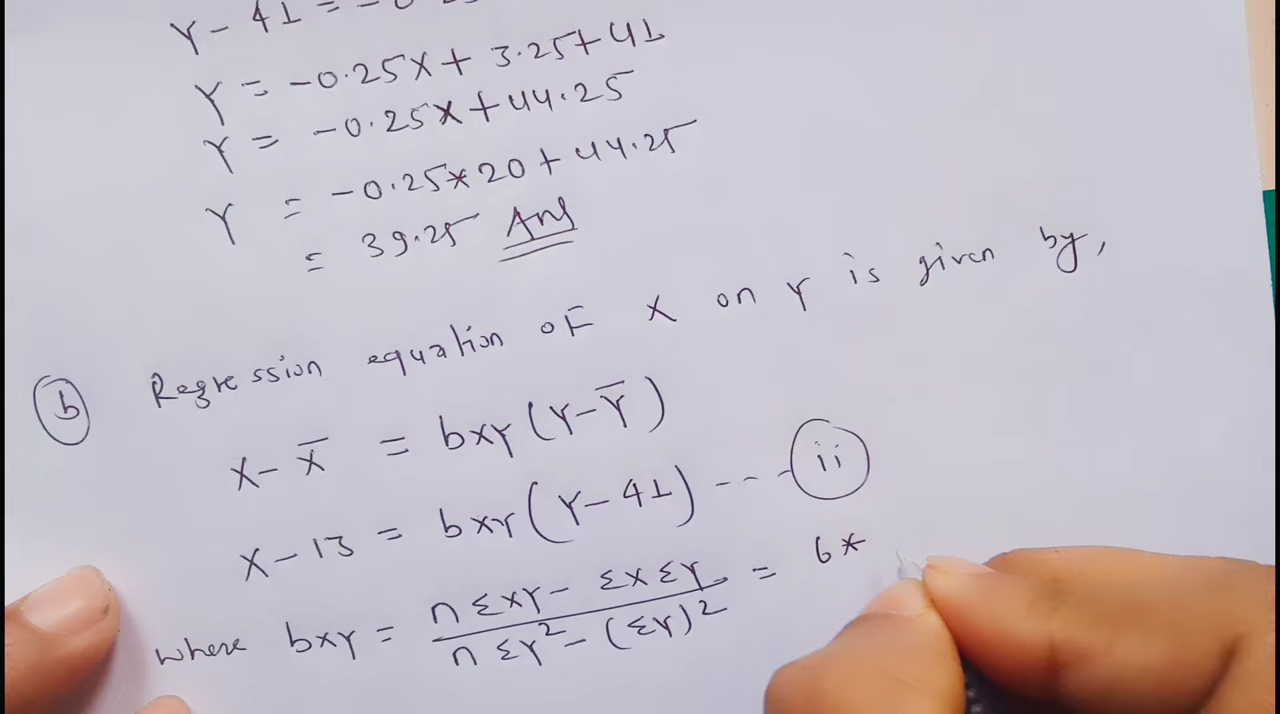 Y - 41 = - 0.25
Y = -0.25X + 3.25 + 41
Y = -0.25X + 44.25
Y = -0.25*20 + 44.25
= 39.25 Ans
(b) Regression equation of X on Y is given by,
X - X̅ = bxy (Y - Y̅)
X - 13 = bxy (Y - 41) --- (ii)
where bxy = (nΣXY - ΣXΣY) / (nΣY² - (ΣY)²) = 6*